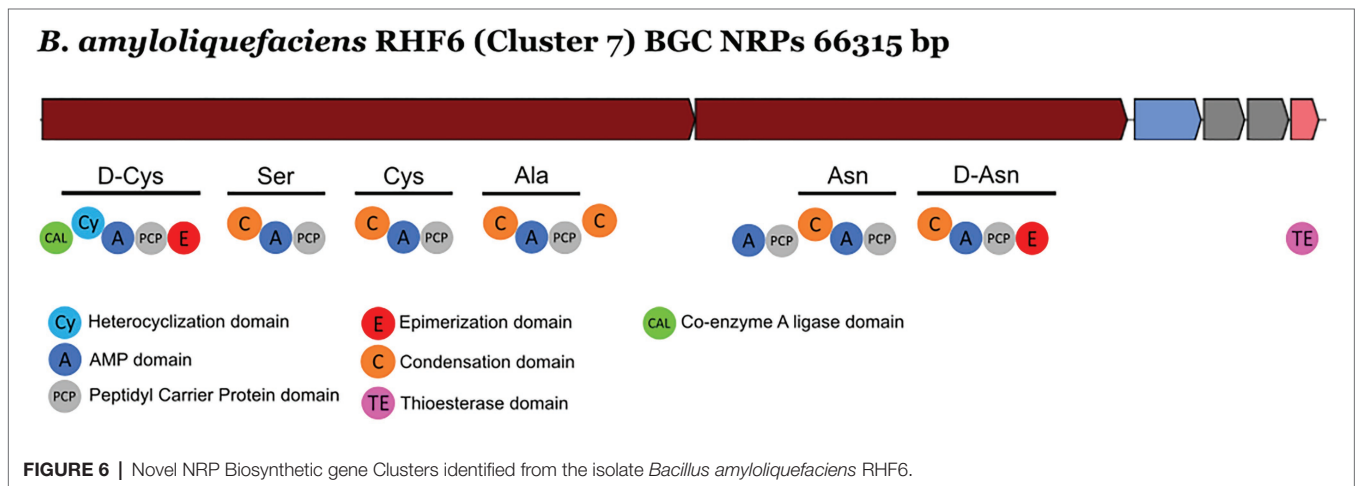 B. amyloliquefaciens RHF6 (Cluster 7) BGC NRPs 66315 bp
D-Cys Ser Cys Ala Asn D-Asn
CAL Cy A PCP E C A PCP C A PCP C A PCP C A PCP C A PCP C A PCP E TE
Cy Heterocyclization domain E Epimerization domain CAL Co-enzyme A ligase domain
A AMP domain C Condensation domain
PCP Peptidyl Carrier Protein domain TE Thioesterase domain
FIGURE 6 | Novel NRP Biosynthetic gene Clusters identified from the isolate Bacillus amyloliquefaciens RHF6.